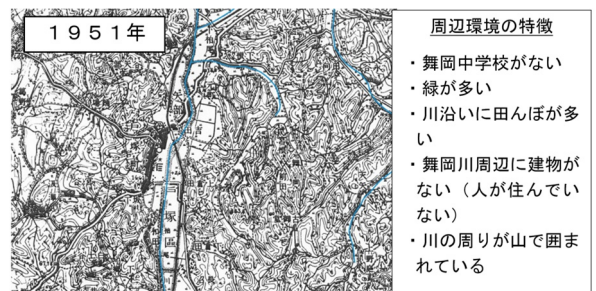 1951年
周辺環境の特徴
・舞岡中学校がない
・緑が多い
・川沿いに田んぼが多
い
・舞岡川周辺に建物が
ない（人が住んでい
ない）
・川の周りが山で囲ま
れている
塚
區